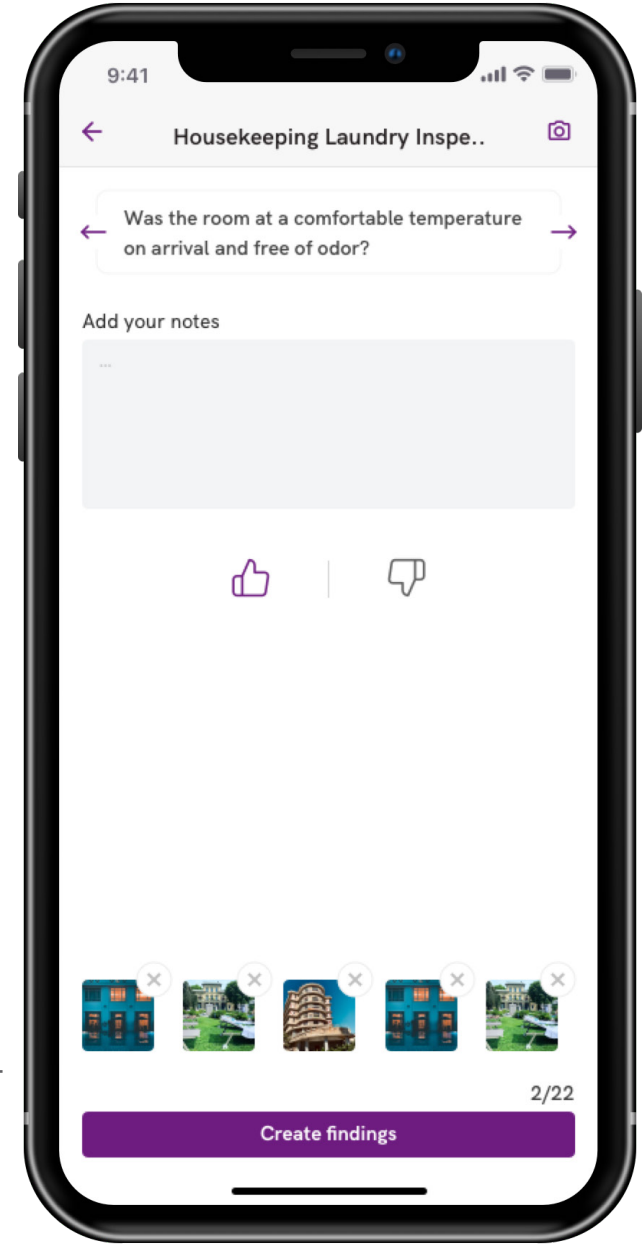 9:41
Housekeeping Laundry Inspe..
Was the room at a comfortable temperature
on arrival and free of odor?
Add your notes
...
2/22
Create findings